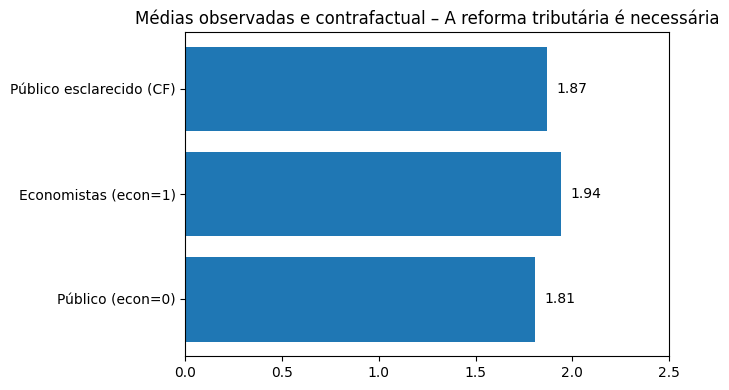 Médias observadas e contrafactual – A reforma tributária é necessária
Público esclarecido (CF)
1.87
Economistas (econ=1)
1.94
Público (econ=0)
1.81
0.0 0.5 1.0 1.5 2.0 2.5